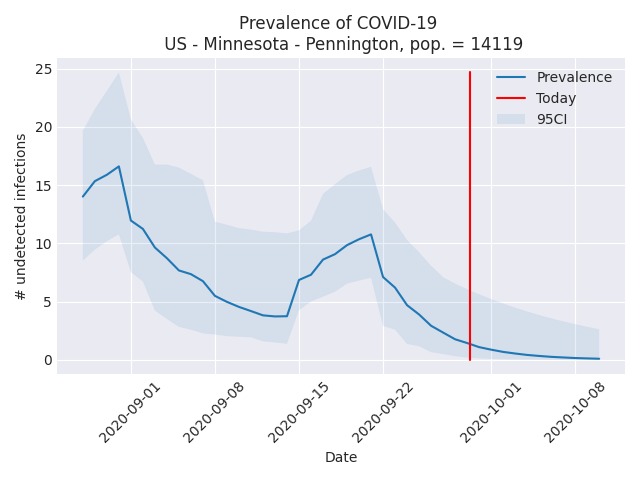 Prevalence of COVID-19
US - Minnesota - Pennington, pop. = 14119
# undetected infections
25
20
15
10
5
0
Prevalence
Today
95CI
2020-09-01
2020-09-08
2020-09-15
2020-09-22
2020-10-01
2020-10-08
Date